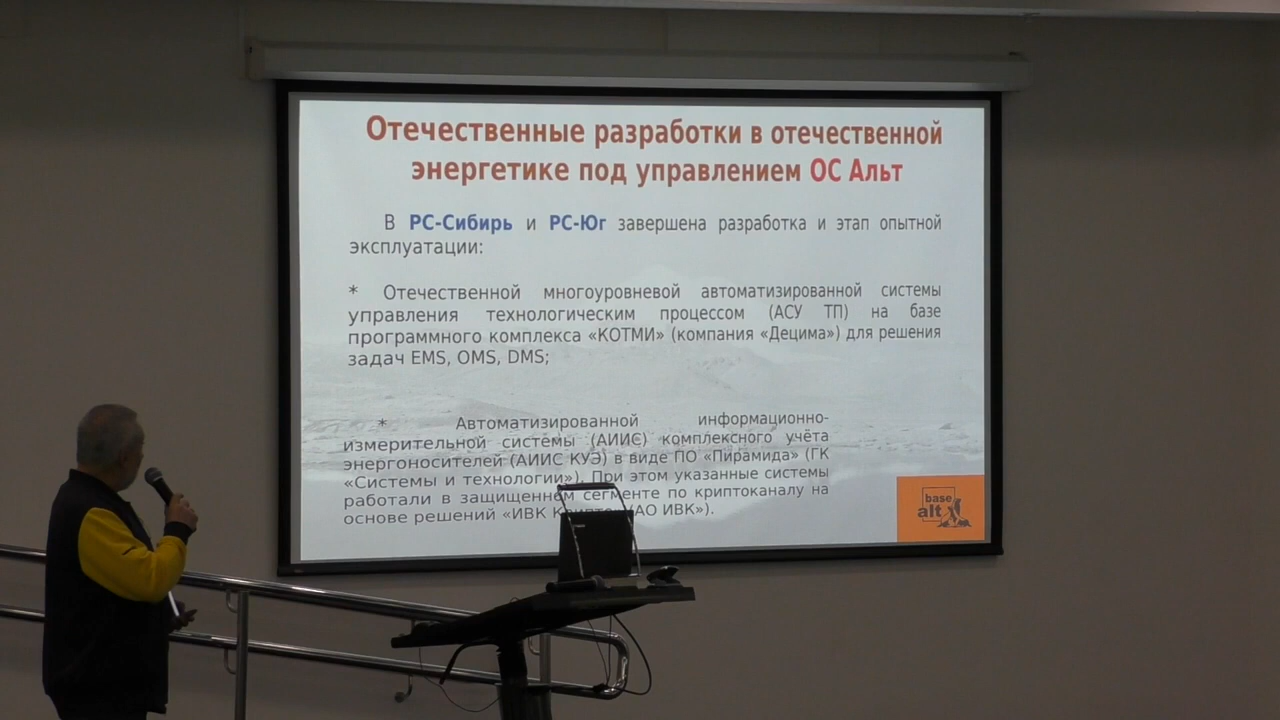 Отечественные разработки в отечественной
энергетике под управлением ОС Альт
В РС-Сибирь и РС-Юг завершена разработка и этап опытной
эксплуатации:
* Отечественной многоуровневой автоматизированной системы
управления технологическим процессом (АСУ ТП) на базе
программного комплекса «КОТМИ» (компания «Децима») для решения
задач EMS, OMS, DMS;
* Автоматизированной информационно-
измерительной системы (АИИС) комплексного учёта
энергоносителей (АИИС КУЭ) в виде ПО «Пирамида» (ГК
«Системы и технологии»). При этом указанные системы
работали в защищенном сегменте по криптоканалу на
основе решений «ИВК (АО ИВК»).
base
alt